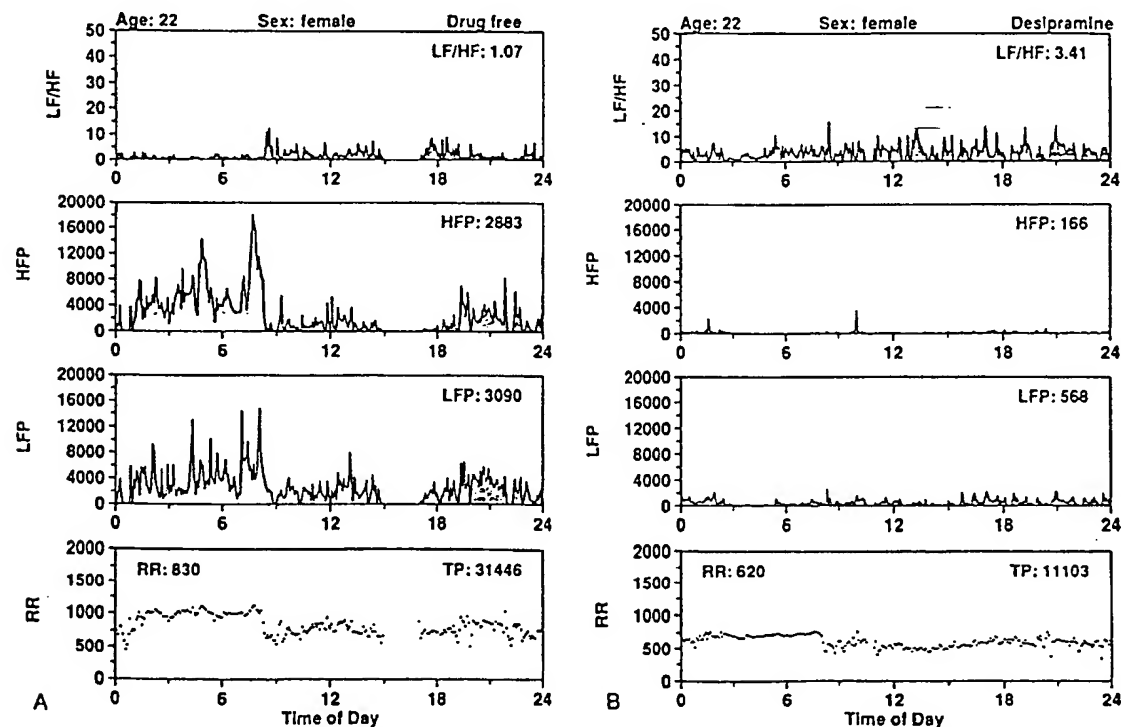 Age: 22 Sex: female Drug free
LF/HF: 1.07
LF/HF
50
40
30
20
10
0
0 6 12 18 24
HFP: 2883
HFP
20000
16000
12000
8000
4000
0
0 6 12 18 24
LFP: 3090
LFP
20000
16000
12000
8000
4000
0
0 6 12 18 24
RR: 830 TP: 31446
RR
2000
1500
1000
500
0
0 6 12 18 24
Time of Day
A
Age: 22 Sex: female Desipramine
LF/HF: 3.41
LF/HF
50
40
30
20
10
0
0 6 12 18 24
HFP: 166
HFP
20000
16000
12000
8000
4000
0
0 6 12 18 24
LFP: 568
LFP
20000
16000
12000
8000
4000
0
0 6 12 18 24
RR: 620 TP: 11103
RR
2000
1500
1000
500
0
0 6 12 18 24
Time of Day
B